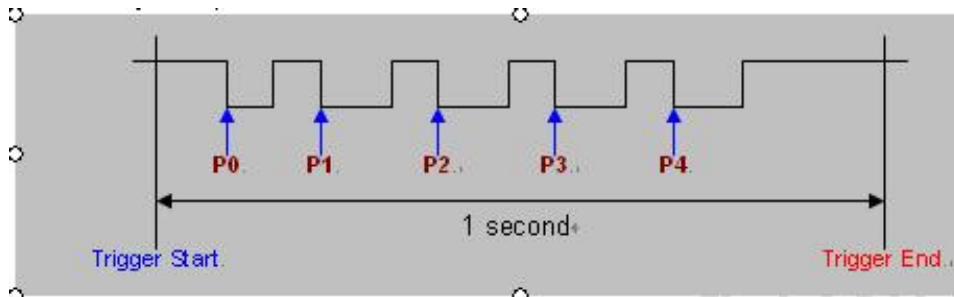 P0 P1 P2 P3 P4
1 second
Trigger Start
Trigger End